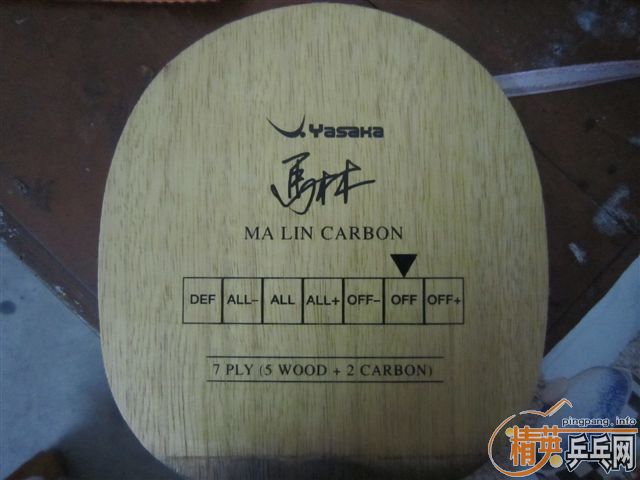 Yasaka
馬林
MA LIN CARBON
DEF ALL- ALL ALL+ OFF- OFF OFF+
7 PLY (5 WOOD + 2 CARBON)
pingpang.info
精英乒乓网